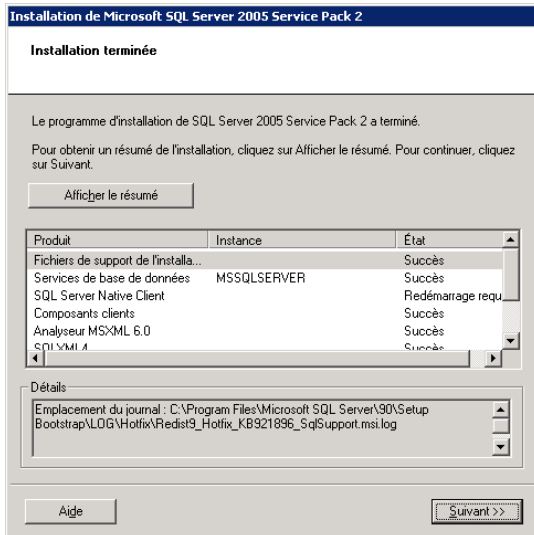 Installation de Microsoft SQL Server 2005 Service Pack 2
Installation terminée
Le programme d'installation de SQL Server 2005 Service Pack 2 a terminé.
Pour obtenir un résumé de l'installation, cliquez sur Afficher le résumé. Pour continuer, cliquez
sur Suivant.
Afficher le résumé
Produit Instance État
Fichiers de support de l'installa... Succès
Services de base de données MSSQLSERVER Succès
SQL Server Native Client Redémarrage requ
Composants clients Succès
Analyseur MSXML 6.0 Succès
SQLXML4 Succès
Détails
Emplacement du journal : C:\Program Files\Microsoft SQL Server\90\Setup
Bootstrap\LOG\Hotfix\Redist9_Hotfix_KB921896_SqlSupport.msi.log
Aide Suivant >>